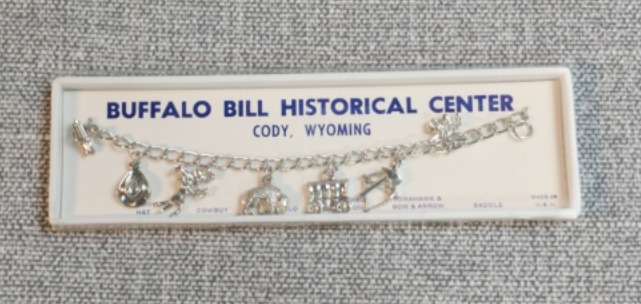 BUFFALO BILL HISTORICAL CENTER
CODY, WYOMING
HAT
COWBOY
TOMAHAWK &
BOW & ARROW
SADDLE
MADE IN
U.S.A.